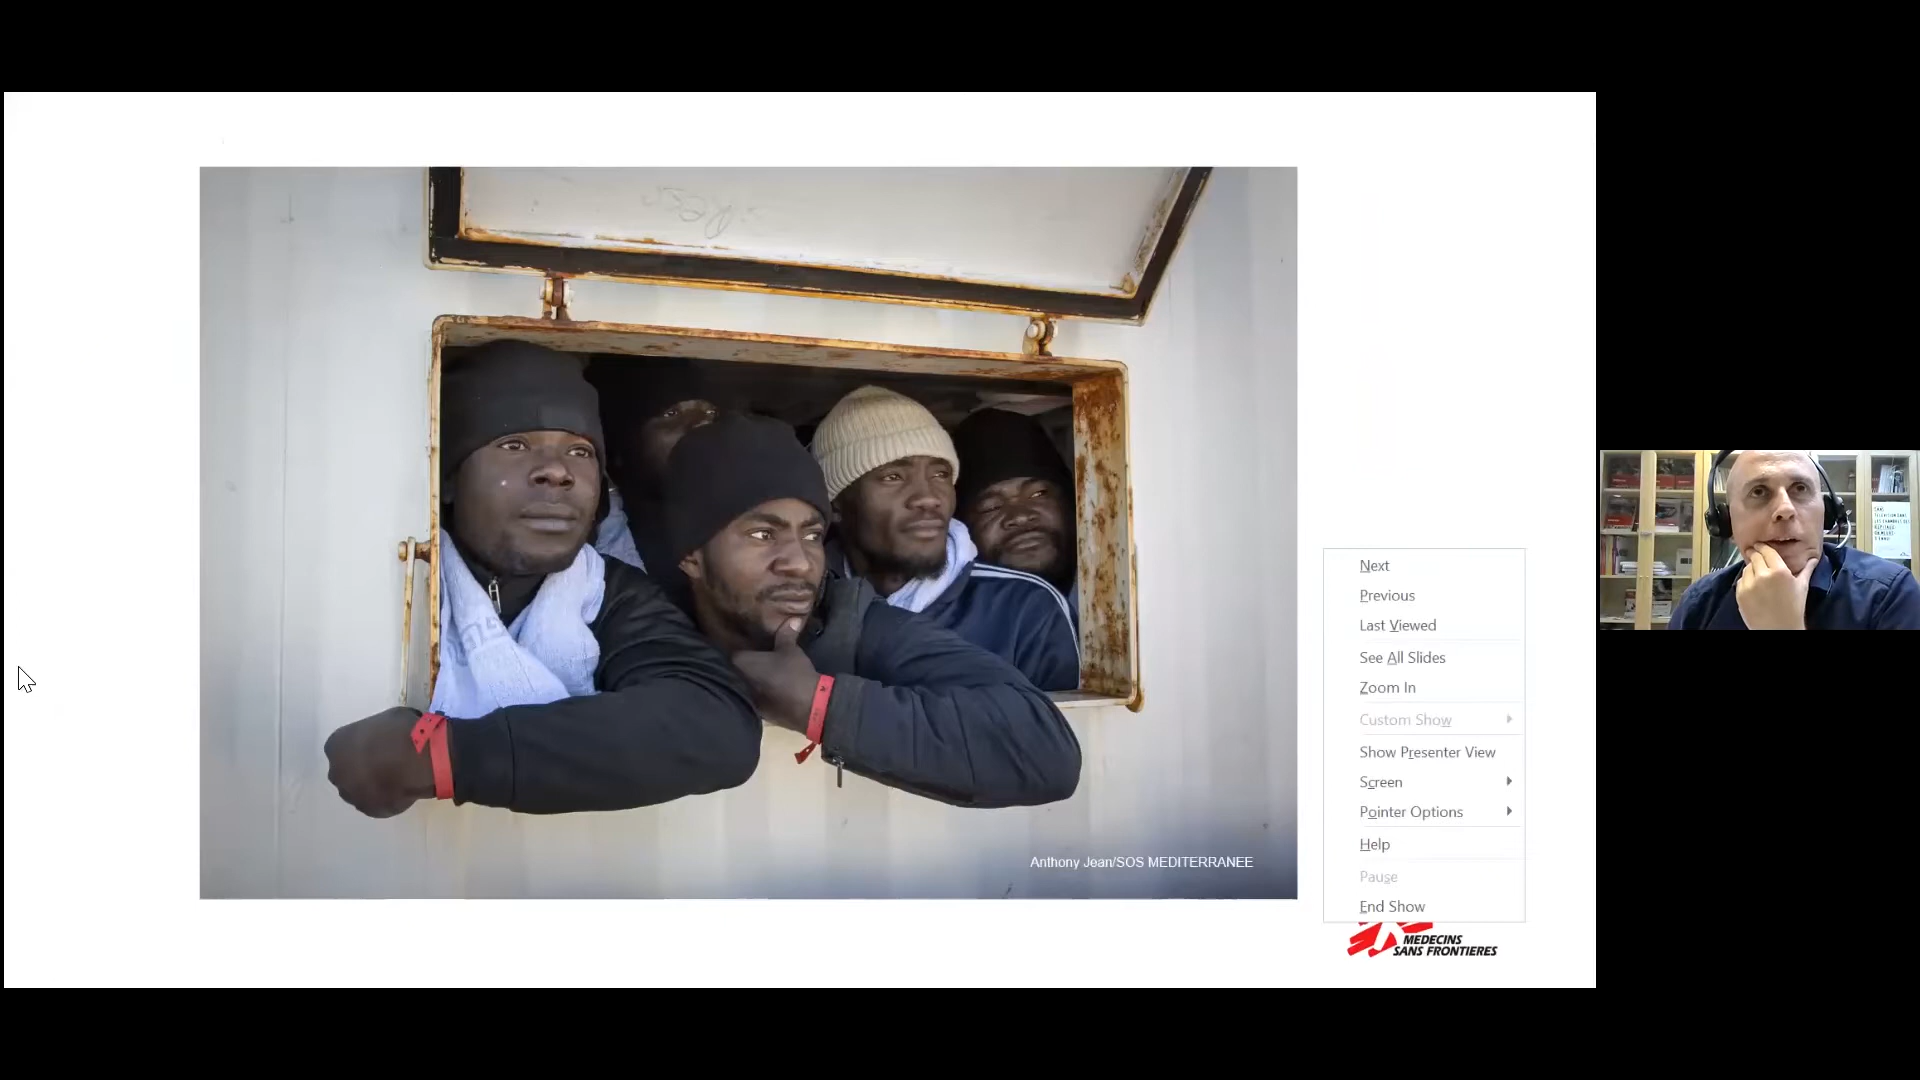 Anthony Jean/SOS MEDITERRANEE
Next
Previous
Last Viewed
See All Slides
Zoom In
Custom Show
Show Presenter View
Screen
Pointer Options
Help
Pause
End Show
MEDECINS
SANS FRONTIERES